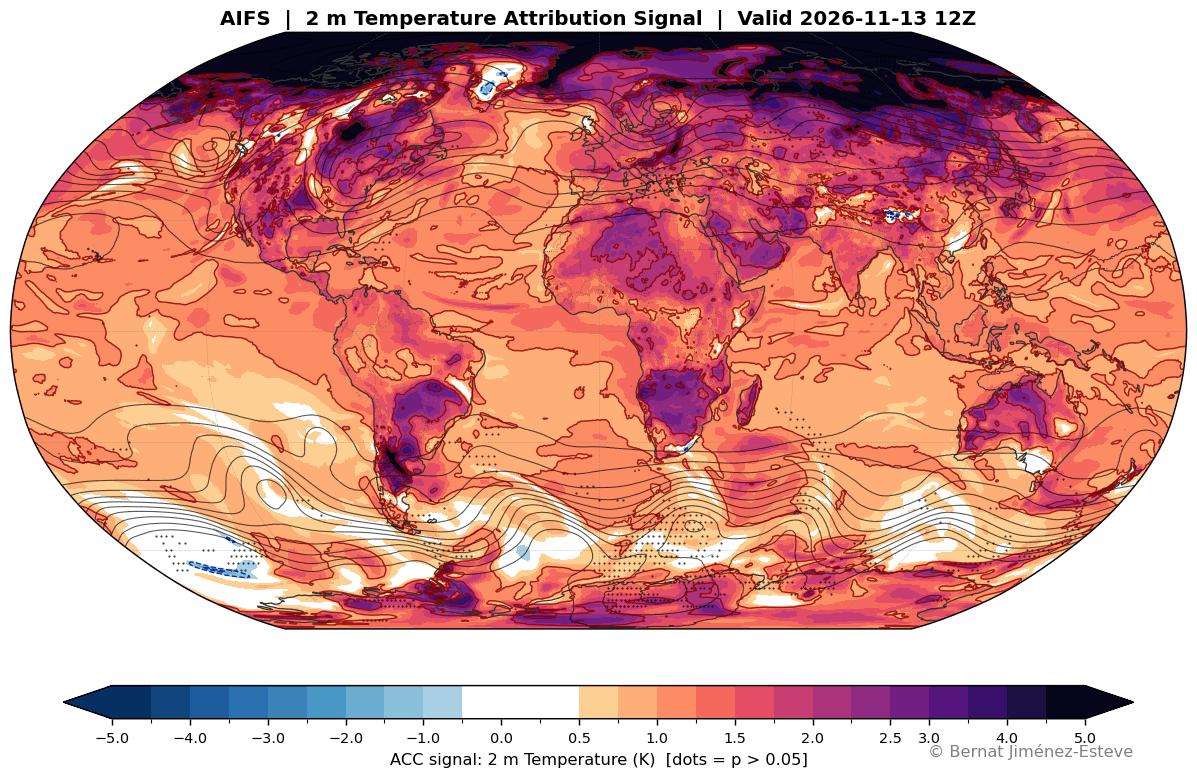 AIFS | 2 m Temperature Attribution Signal | Valid 2026-11-13 12Z
−5.0 −4.0 −3.0 −2.0 −1.0 0.0 0.5 1.0 1.5 2.0 2.5 3.0 4.0 5.0
© Bernat Jiménez-Esteve
ACC signal: 2 m Temperature (K) [dots = p > 0.05]